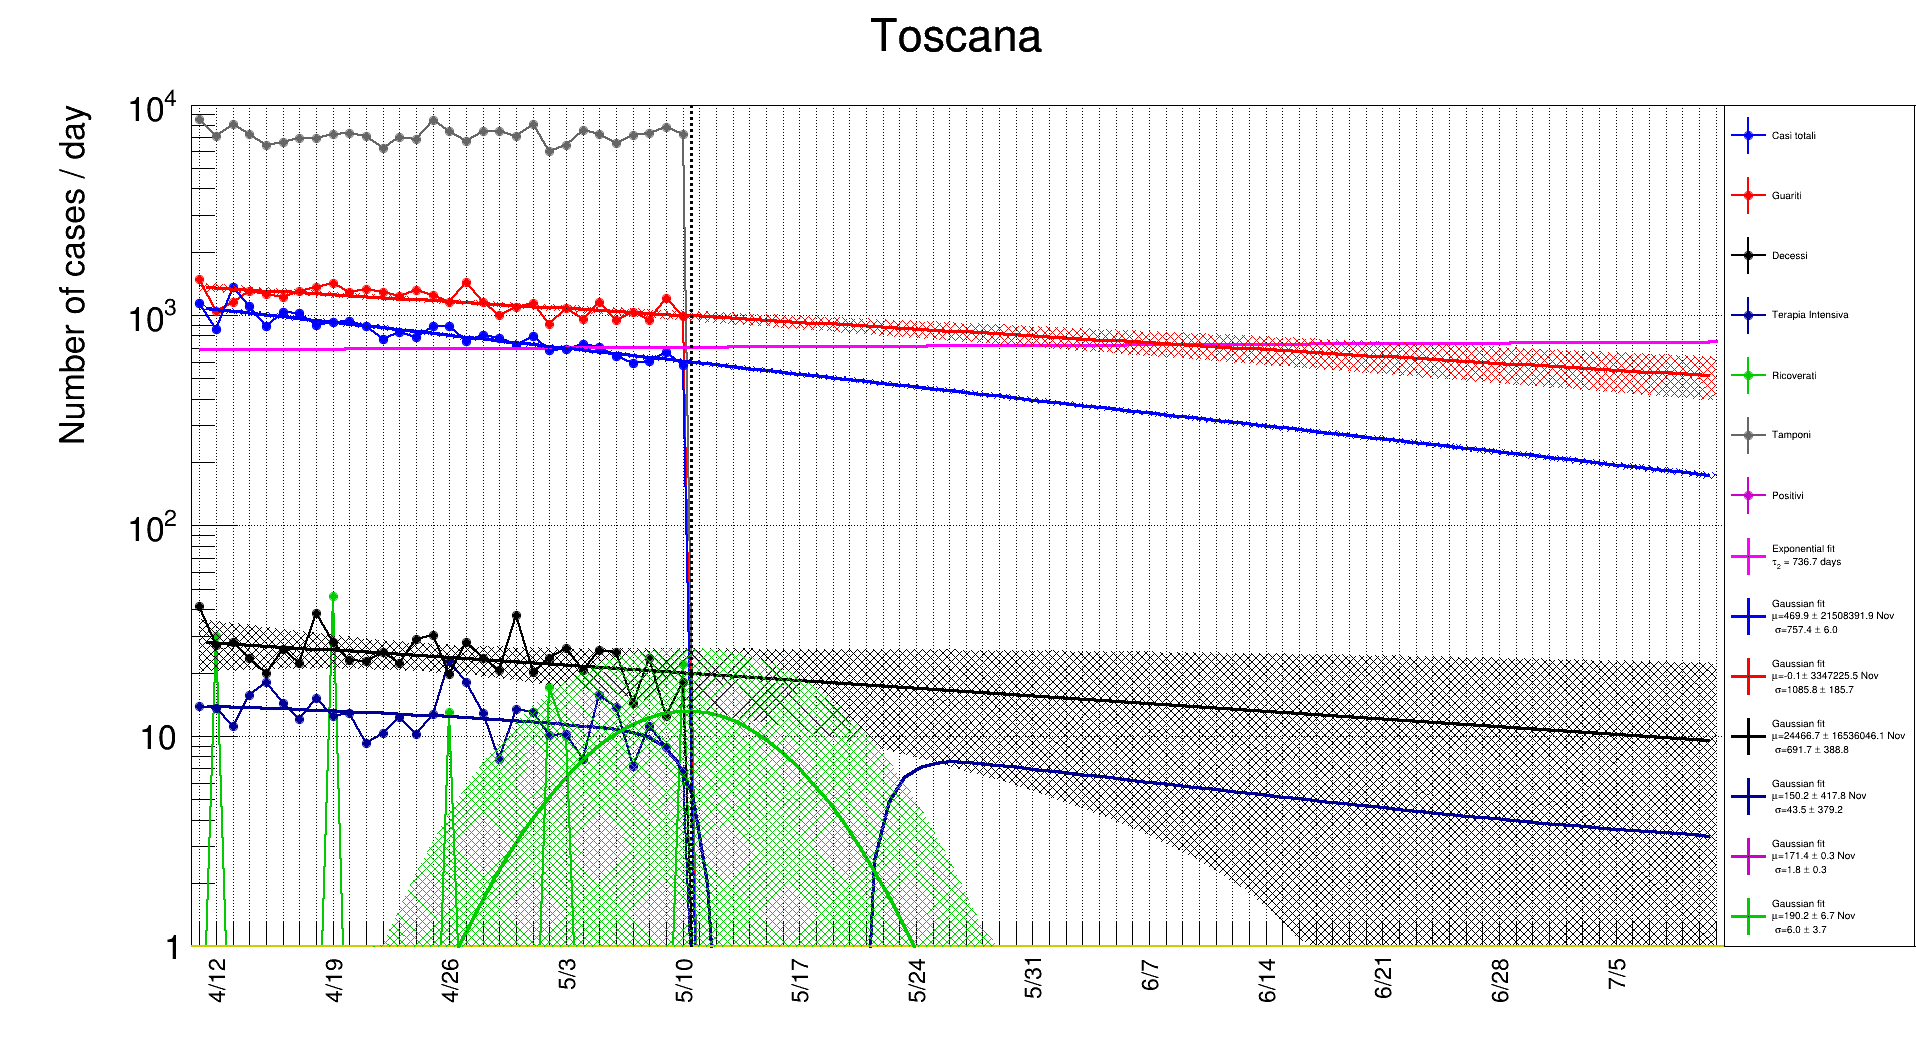 Toscana
Number of cases / day
10⁴
10³
10²
10
1
4/12
4/19
4/26
5/3
5/10
5/17
5/24
5/31
6/7
6/14
6/21
6/28
7/5
Casi totali
Guariti
Decessi
Terapia Intensiva
Ricoverati
Tamponi
Positivi
Exponential fit
τ₂ = 736.7 days
Gaussian fit
μ=469.9 ± 21508391.9 Nov
σ=757.4 ± 6.0
Gaussian fit
μ=-0.1± 3347225.5 Nov
σ=1085.8 ± 185.7
Gaussian fit
μ=24466.7 ± 16536046.1 Nov
σ=691.7 ± 388.8
Gaussian fit
μ=150.2 ± 417.8 Nov
σ=43.5 ± 379.2
Gaussian fit
μ=171.4 ± 0.3 Nov
σ=1.8 ± 0.3
Gaussian fit
μ=190.2 ± 6.7 Nov
σ=6.0 ± 3.7